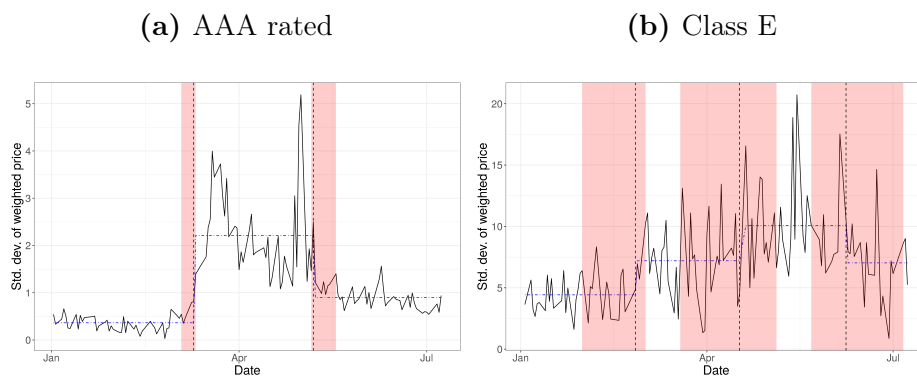 (a) AAA rated
(b) Class E
Std. dev. of weighted price
5
4
3
2
1
0
Jan
Apr
Jul
Date
Std. dev. of weighted price
20
15
10
5
0
Jan
Apr
Jul
Date